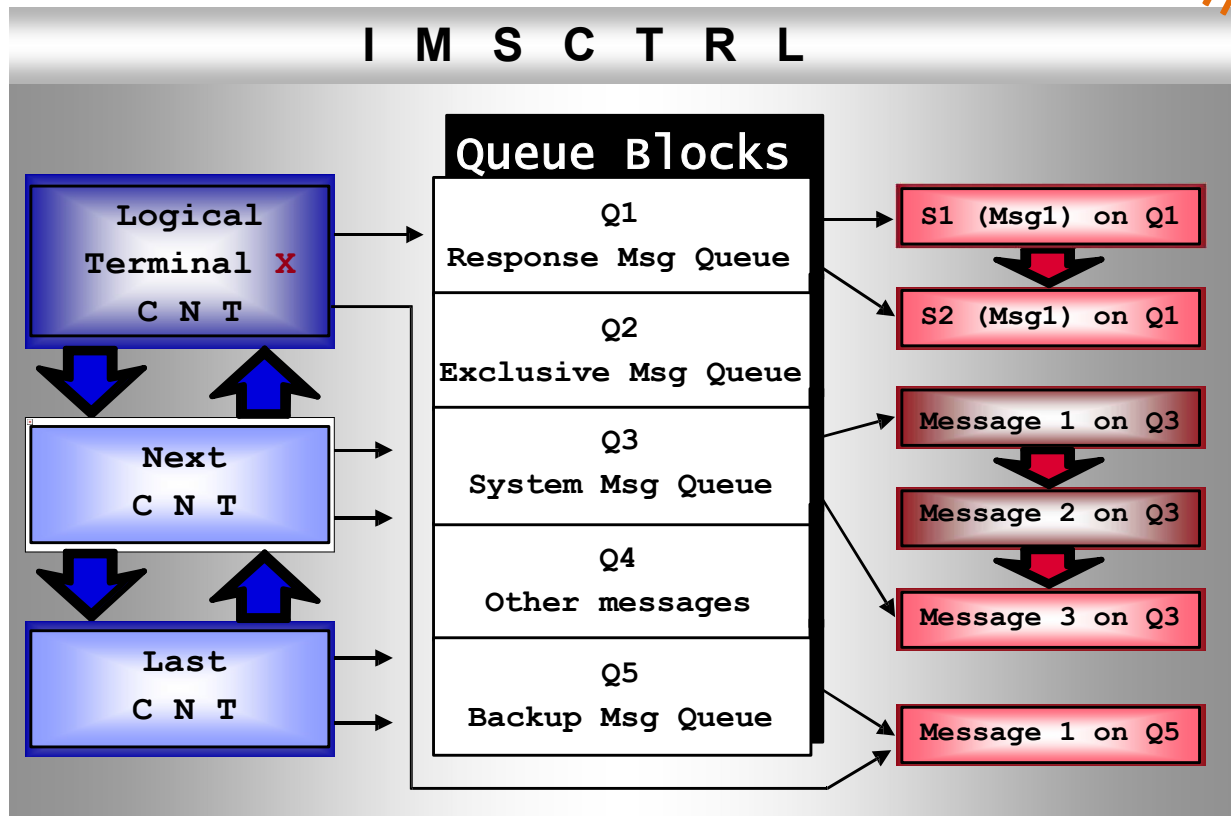 I M S C T R L
Queue Blocks
Logical
Terminal X
C N T
Next
C N T
Last
C N T
Q1
Response Msg Queue
Q2
Exclusive Msg Queue
Q3
System Msg Queue
Q4
Other messages
Q5
Backup Msg Queue
S1 (Msg1) on Q1
S2 (Msg1) on Q1
Message 1 on Q3
Message 2 on Q3
Message 3 on Q3
Message 1 on Q5